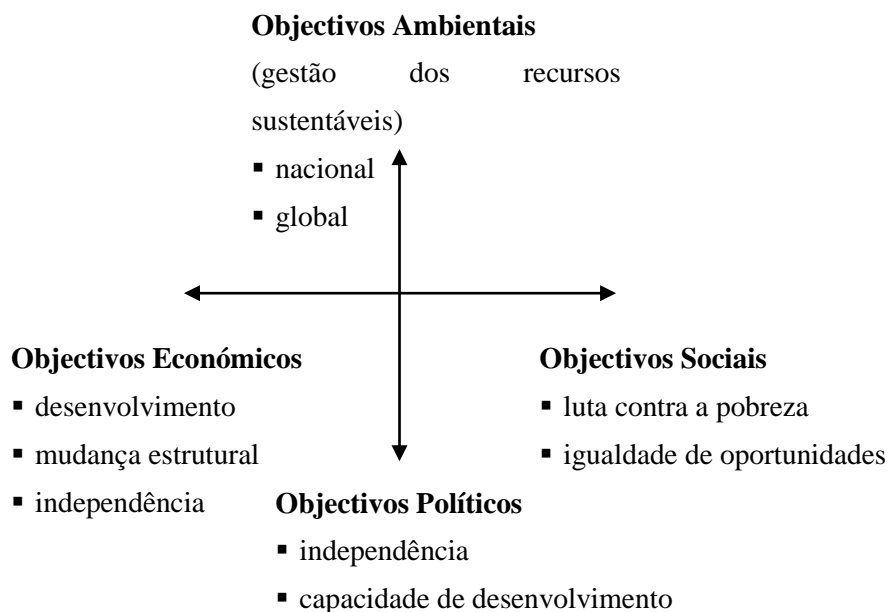 Objectivos Ambientais
(gestão dos recursos
sustentáveis)
▪ nacional
▪ global
Objectivos Económicos
▪ desenvolvimento
▪ mudança estrutural
▪ independência
Objectivos Sociais
▪ luta contra a pobreza
▪ igualdade de oportunidades
Objectivos Políticos
▪ independência
▪ capacidade de desenvolvimento